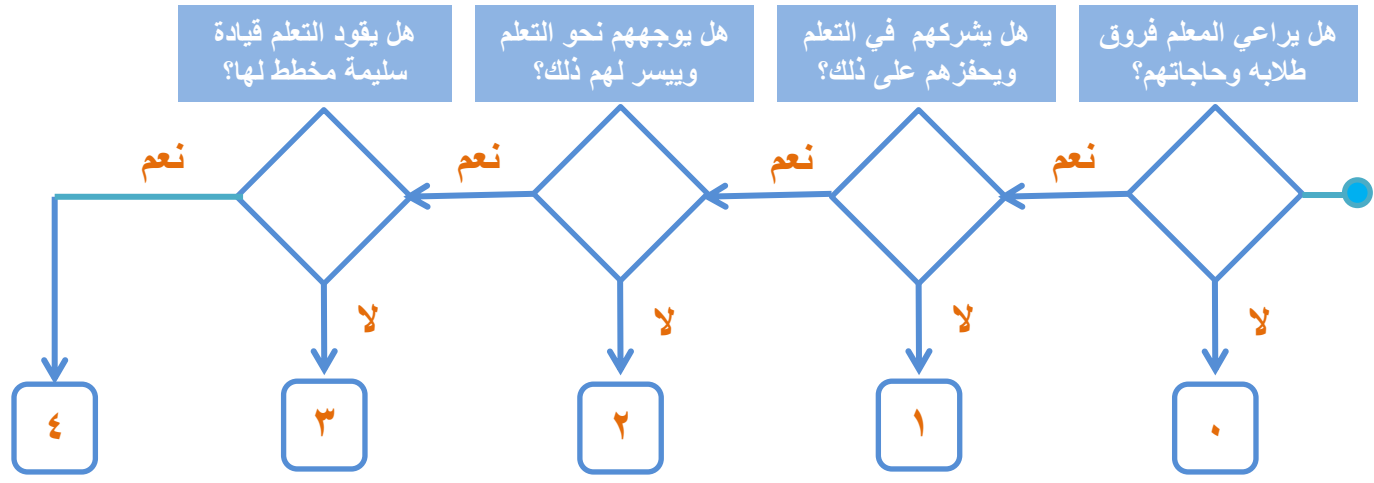 هل يراعي المعلم فروق
طلابه وحاجاتهم؟
هل يشركهم في التعلم
ويحفزهم على ذلك؟
هل يوجههم نحو التعلم
وييسر لهم ذلك؟
هل يقود التعلم قيادة
سليمة مخطط لها؟
نعم
نعم
نعم
نعم
لا
لا
لا
لا
٠
١
٢
٣
٤